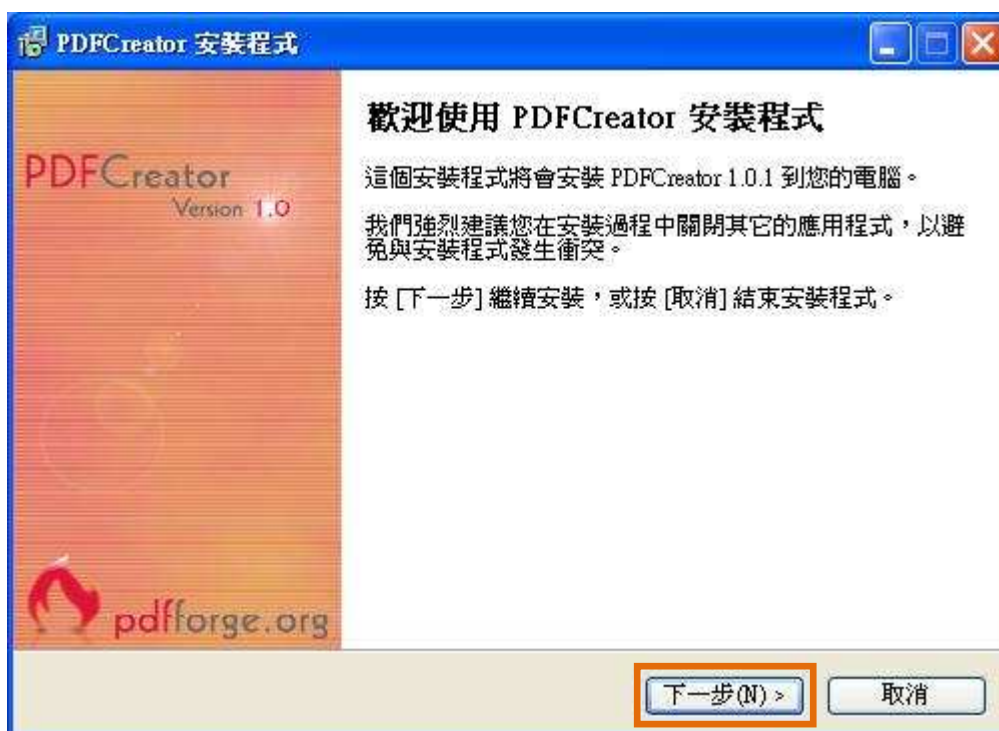 PDFCreator 安裝程式
PDFCreator
Version 1.0
歡迎使用 PDFCreator 安裝程式
這個安裝程式將會安裝 PDFCreator 1.0.1 到您的電腦。
我們強烈建議您在安裝過程中關閉其它的應用程式，以避
免與安裝程式發生衝突。
按 [下一步] 繼續安裝，或按 [取消] 結束安裝程式。
pdfforge.org
下一步(N) >
取消